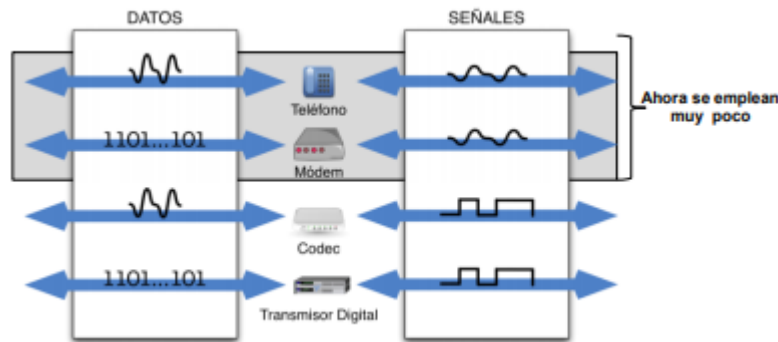 DATOS
SEÑALES
Teléfono
Ahora se emplean
muy poco
1101...101
Módem
Codec
1101...101
Transmisor Digital